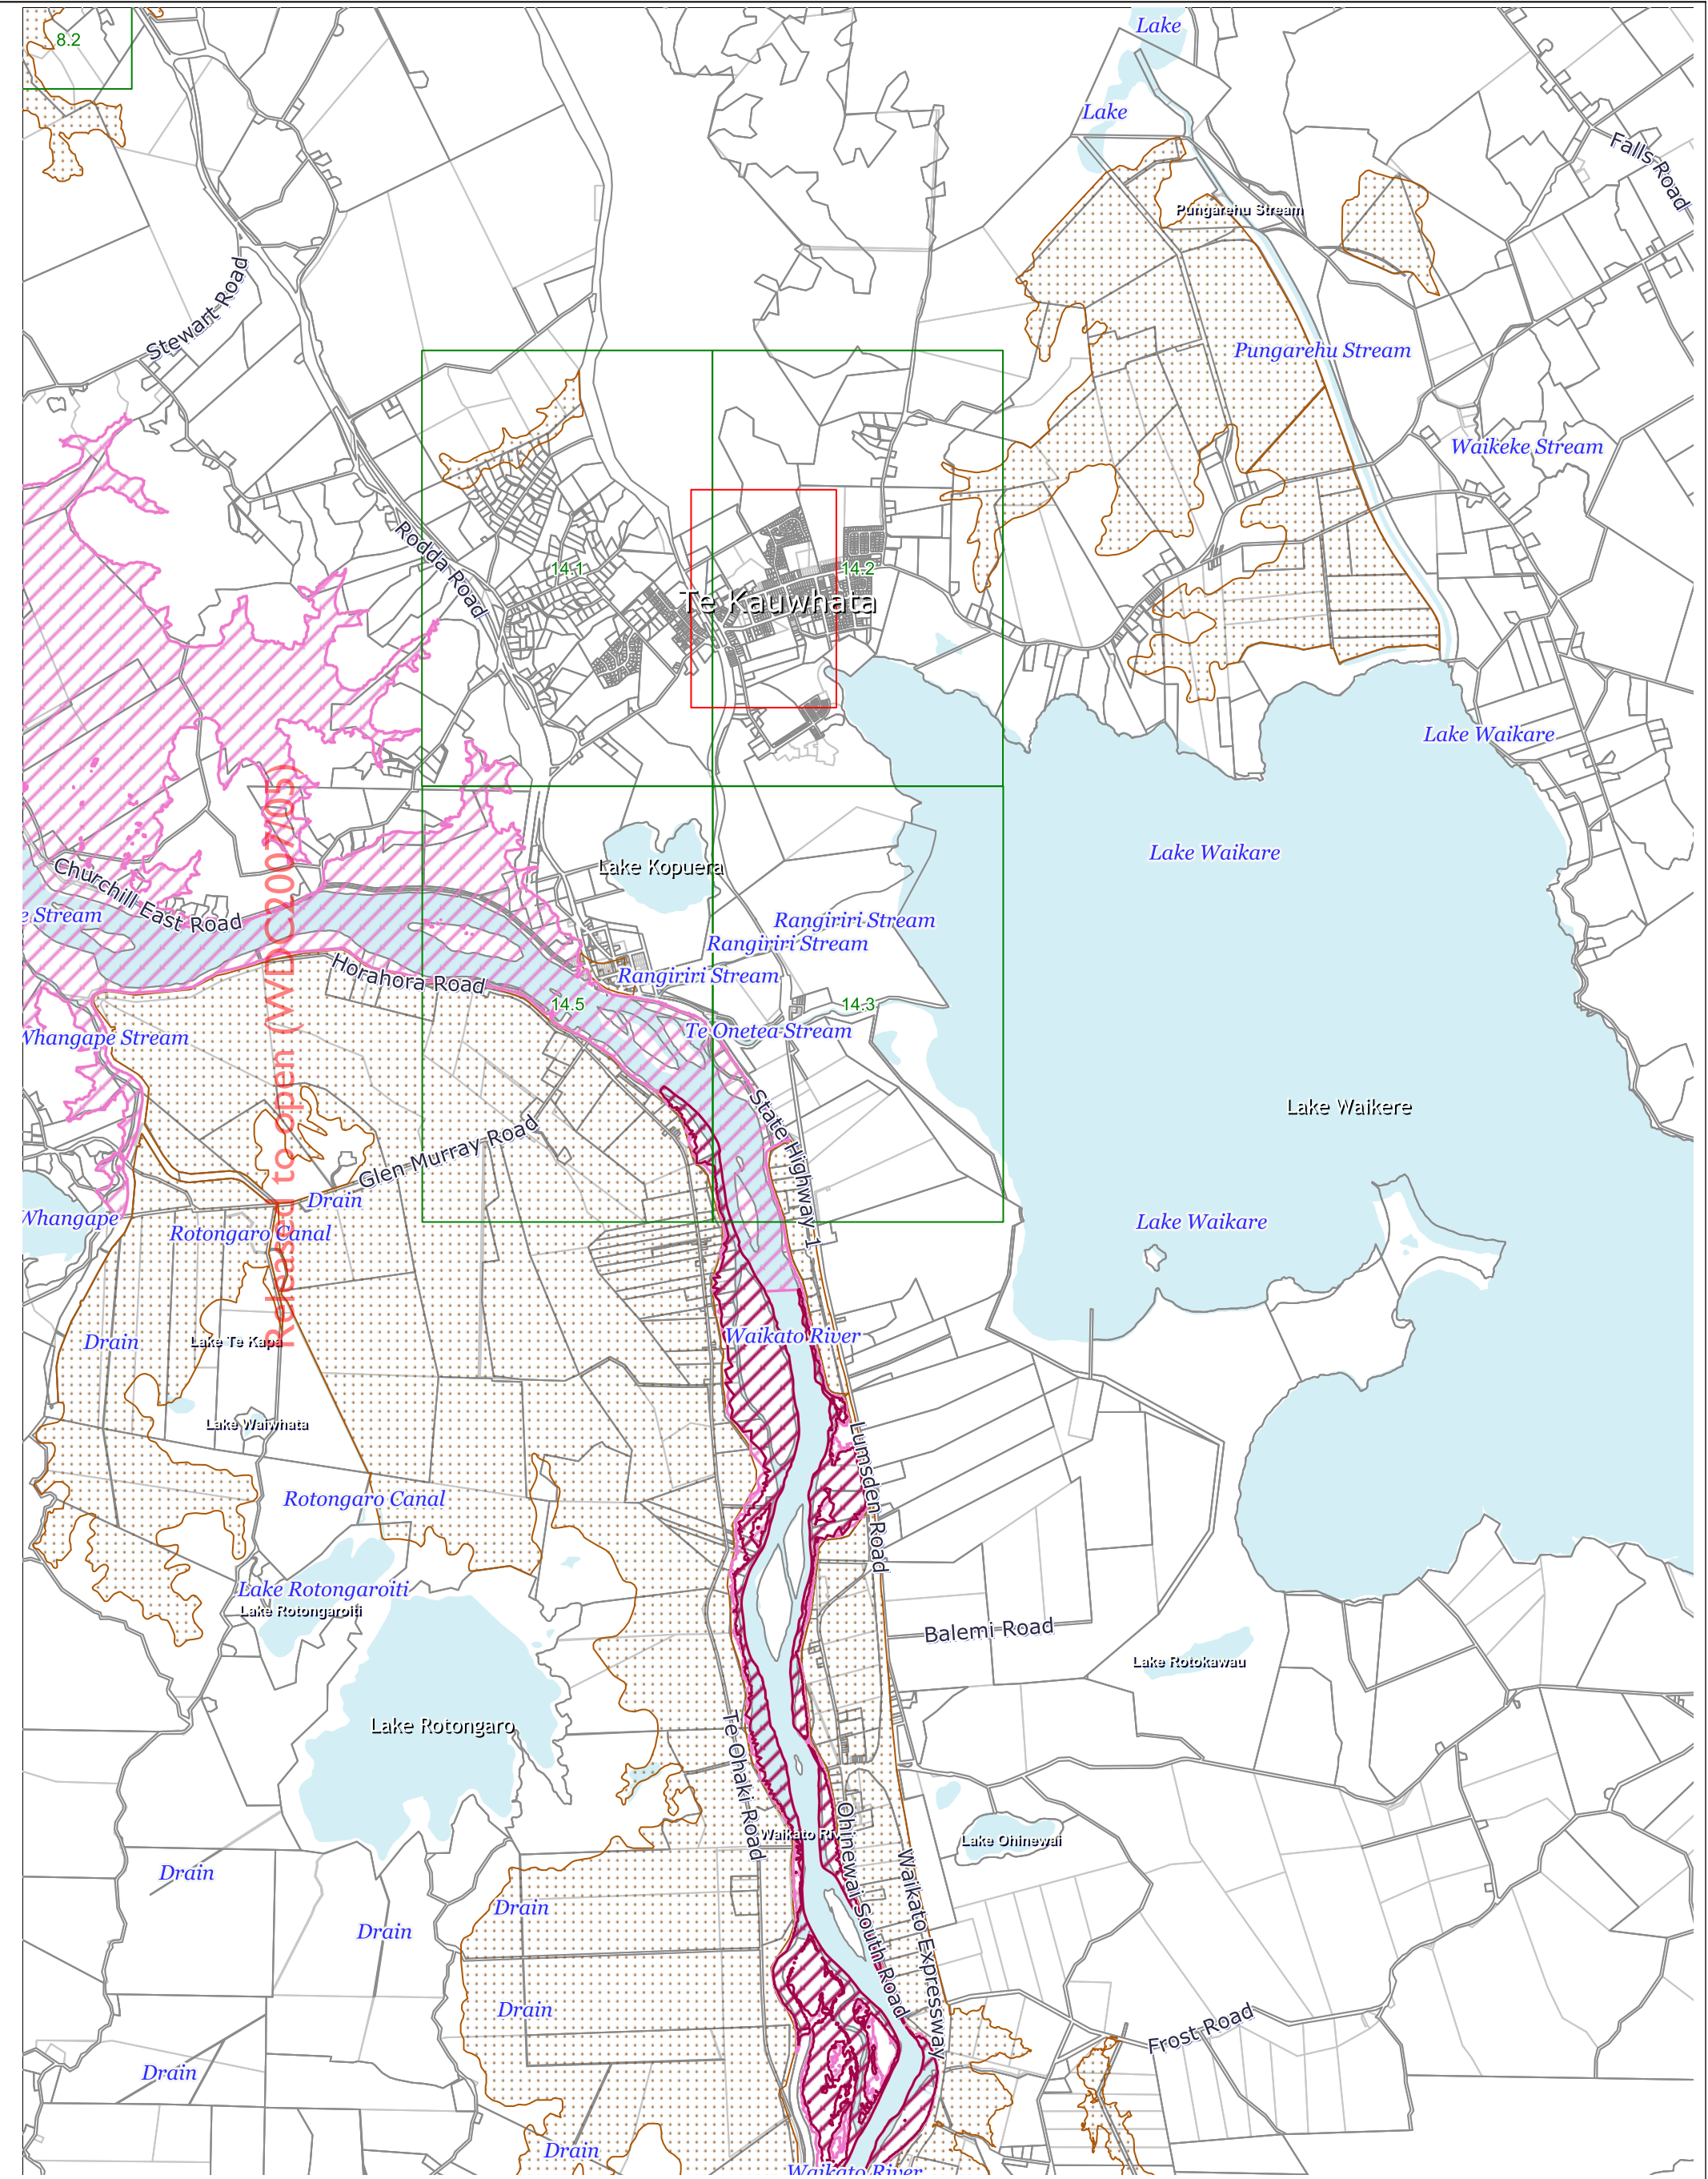 8.2
Lake
Lake
Falls Road
Pungarehu Stream
Stewart Road
Pungarehu Stream
Waikeke Stream
Rodda Road
14.1
14.2
Te Kauwhata
Lake Waikare
Lake Waikare
Lake Kopuera
Churchill East Road
e Stream
Rangiriri Stream
Rangiriri Stream
Horahora Road
Rangiriri Stream
14.5
14.3
Whangape Stream
Te Onetea Stream
Released to open (WDC2007/05)
State Highway 1
Lake Waikere
Glen Murray Road
Drain
Whangape
Rotongaro Canal
Lake Waikare
Drain
Lake Te Kapa
Waikato River
Lake Waiwhata
Lumsden Road
Rotongaro Canal
Lake Rotongaroiti
Lake Rotongaroiti
Balemi Road
Lake Rotokawau
Lake Rotongaro
Te Ohaki Road
Waikato Riv
Ohinewai South Road
Lake Ohinewai
Waikato Expressway
Drain
Drain
Drain
Drain
Frost Road
Drain
Drain
Waikato River